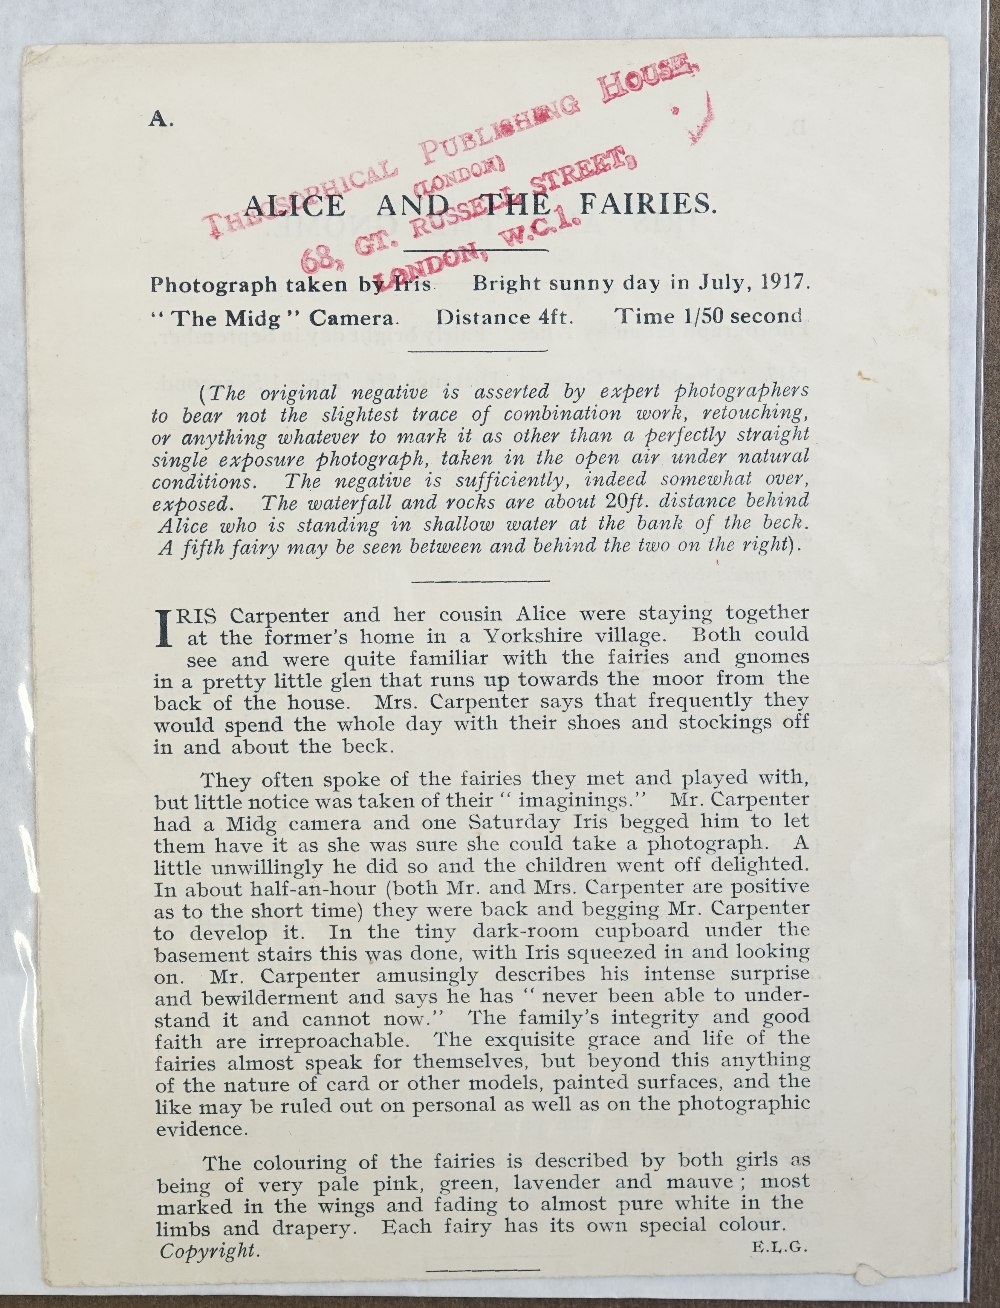 A.
THEOSOPHICAL PUBLISHING HOUSE,
(LONDON)
68, GT. RUSSELL STREET,
LONDON, W.C.1.
ALICE AND THE FAIRIES.
Photograph taken by Iris. Bright sunny day in July, 1917.
“ The Midg ” Camera. Distance 4ft. Time 1/50 second
(The original negative is asserted by expert photographers
to bear not the slightest trace of combination work, retouching,
or anything whatever to mark it as other than a perfectly straight
single exposure photograph, taken in the open air under natural
conditions. The negative is sufficiently, indeed somewhat over,
exposed. The waterfall and rocks are about 20ft. distance behind
Alice who is standing in shallow water at the bank of the beck.
A fifth fairy may be seen between and behind the two on the right).
IRIS Carpenter and her cousin Alice were staying together
at the former’s home in a Yorkshire village. Both could
see and were quite familiar with the fairies and gnomes
in a pretty little glen that runs up towards the moor from the
back of the house. Mrs. Carpenter says that frequently they
would spend the whole day with their shoes and stockings off
in and about the beck.
They often spoke of the fairies they met and played with,
but little notice was taken of their “ imaginings.” Mr. Carpenter
had a Midg camera and one Saturday Iris begged him to let
them have it as she was sure she could take a photograph. A
little unwillingly he did so and the children went off delighted.
In about half-an-hour (both Mr. and Mrs. Carpenter are positive
as to the short time) they were back and begging Mr. Carpenter
to develop it. In the tiny dark-room cupboard under the
basement stairs this was done, with Iris squeezed in and looking
on. Mr. Carpenter amusingly describes his intense surprise
and bewilderment and says he has “ never been able to under-
stand it and cannot now.” The family’s integrity and good
faith are irreproachable. The exquisite grace and life of the
fairies almost speak for themselves, but beyond this anything
of the nature of card or other models, painted surfaces, and the
like may be ruled out on personal as well as on the photographic
evidence.
The colouring of the fairies is described by both girls as
being of very pale pink, green, lavender and mauve ; most
marked in the wings and fading to almost pure white in the
limbs and drapery. Each fairy has its own special colour.
Copyright. E.L.G.